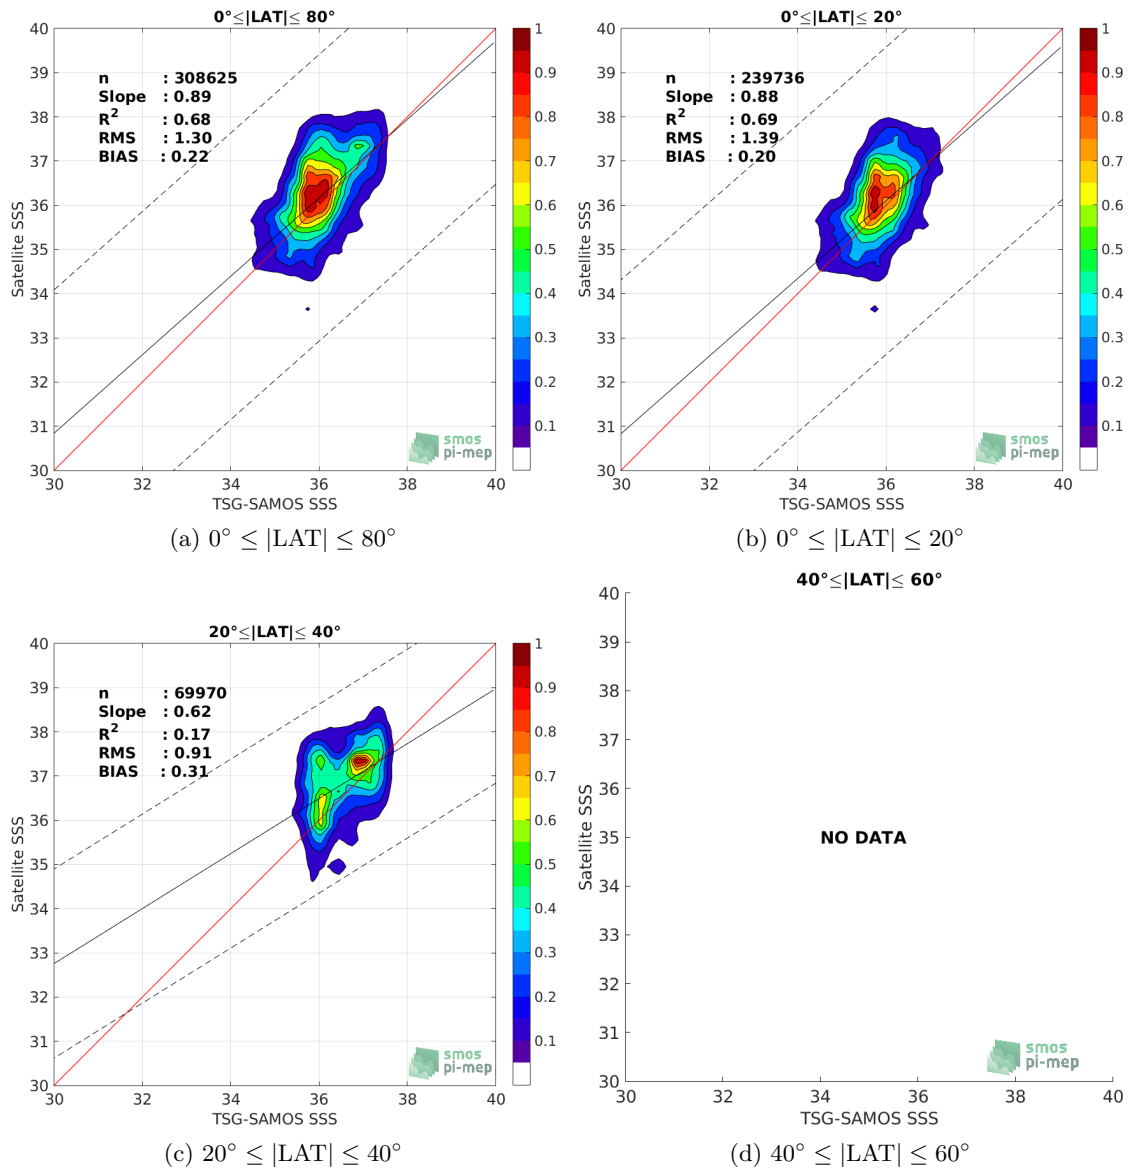 0°≤|LAT|≤ 80°
n : 308625
Slope : 0.89
R² : 0.68
RMS : 1.30
BIAS : 0.22
Satellite SSS
40
39
38
37
36
35
34
33
32
31
30
30 32 34 36 38 40
TSG-SAMOS SSS
1
0.9
0.8
0.7
0.6
0.5
0.4
0.3
0.2
0.1
smos
pi-mep
(a) 0° ≤ |LAT| ≤ 80°
0°≤|LAT|≤ 20°
n : 239736
Slope : 0.88
R² : 0.69
RMS : 1.39
BIAS : 0.20
Satellite SSS
40
39
38
37
36
35
34
33
32
31
30
30 32 34 36 38 40
TSG-SAMOS SSS
1
0.9
0.8
0.7
0.6
0.5
0.4
0.3
0.2
0.1
smos
pi-mep
(b) 0° ≤ |LAT| ≤ 20°
20°≤|LAT|≤ 40°
n : 69970
Slope : 0.62
R² : 0.17
RMS : 0.91
BIAS : 0.31
Satellite SSS
40
39
38
37
36
35
34
33
32
31
30
30 32 34 36 38 40
TSG-SAMOS SSS
1
0.9
0.8
0.7
0.6
0.5
0.4
0.3
0.2
0.1
smos
pi-mep
(c) 20° ≤ |LAT| ≤ 40°
40°≤|LAT|≤ 60°
NO DATA
Satellite SSS
40
39
38
37
36
35
34
33
32
31
30
30 32 34 36 38 40
TSG-SAMOS SSS
smos
pi-mep
(d) 40° ≤ |LAT| ≤ 60°